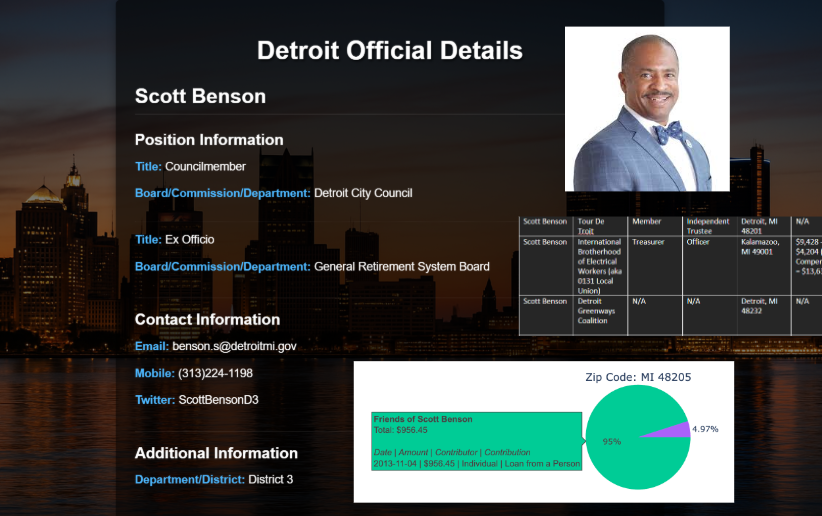 Detroit Official Details
Scott Benson
Position Information
Title: Councilmember
Board/Commission/Department: Detroit City Council
Title: Ex Officio
Board/Commission/Department: General Retirement System Board
Contact Information
Email: benson.s@detroitmi.gov
Mobile: (313)224-1198
Twitter: ScottBensonD3
Additional Information
Department/District: District 3
Scott Benson Tour De Member Independent Detroit, MI N/A
Troit Trustee 48201
Scott Benson International Treasurer Officer Kalamazoo, $9,428 -
Brotherhood MI 49001 $4,204 (
of Electrical Compen
Workers (aka = $13,6
0131 Local
Union)
Scott Benson Detroit N/A N/A Detroit, MI N/A
Greenways 48232
Coalition
Zip Code: MI 48205
Friends of Scott Benson
Total: $956.45
Date | Amount | Contributor | Contribution
2013-11-04 | $956.45 | Individual | Loan from a Person
95%
4.97%